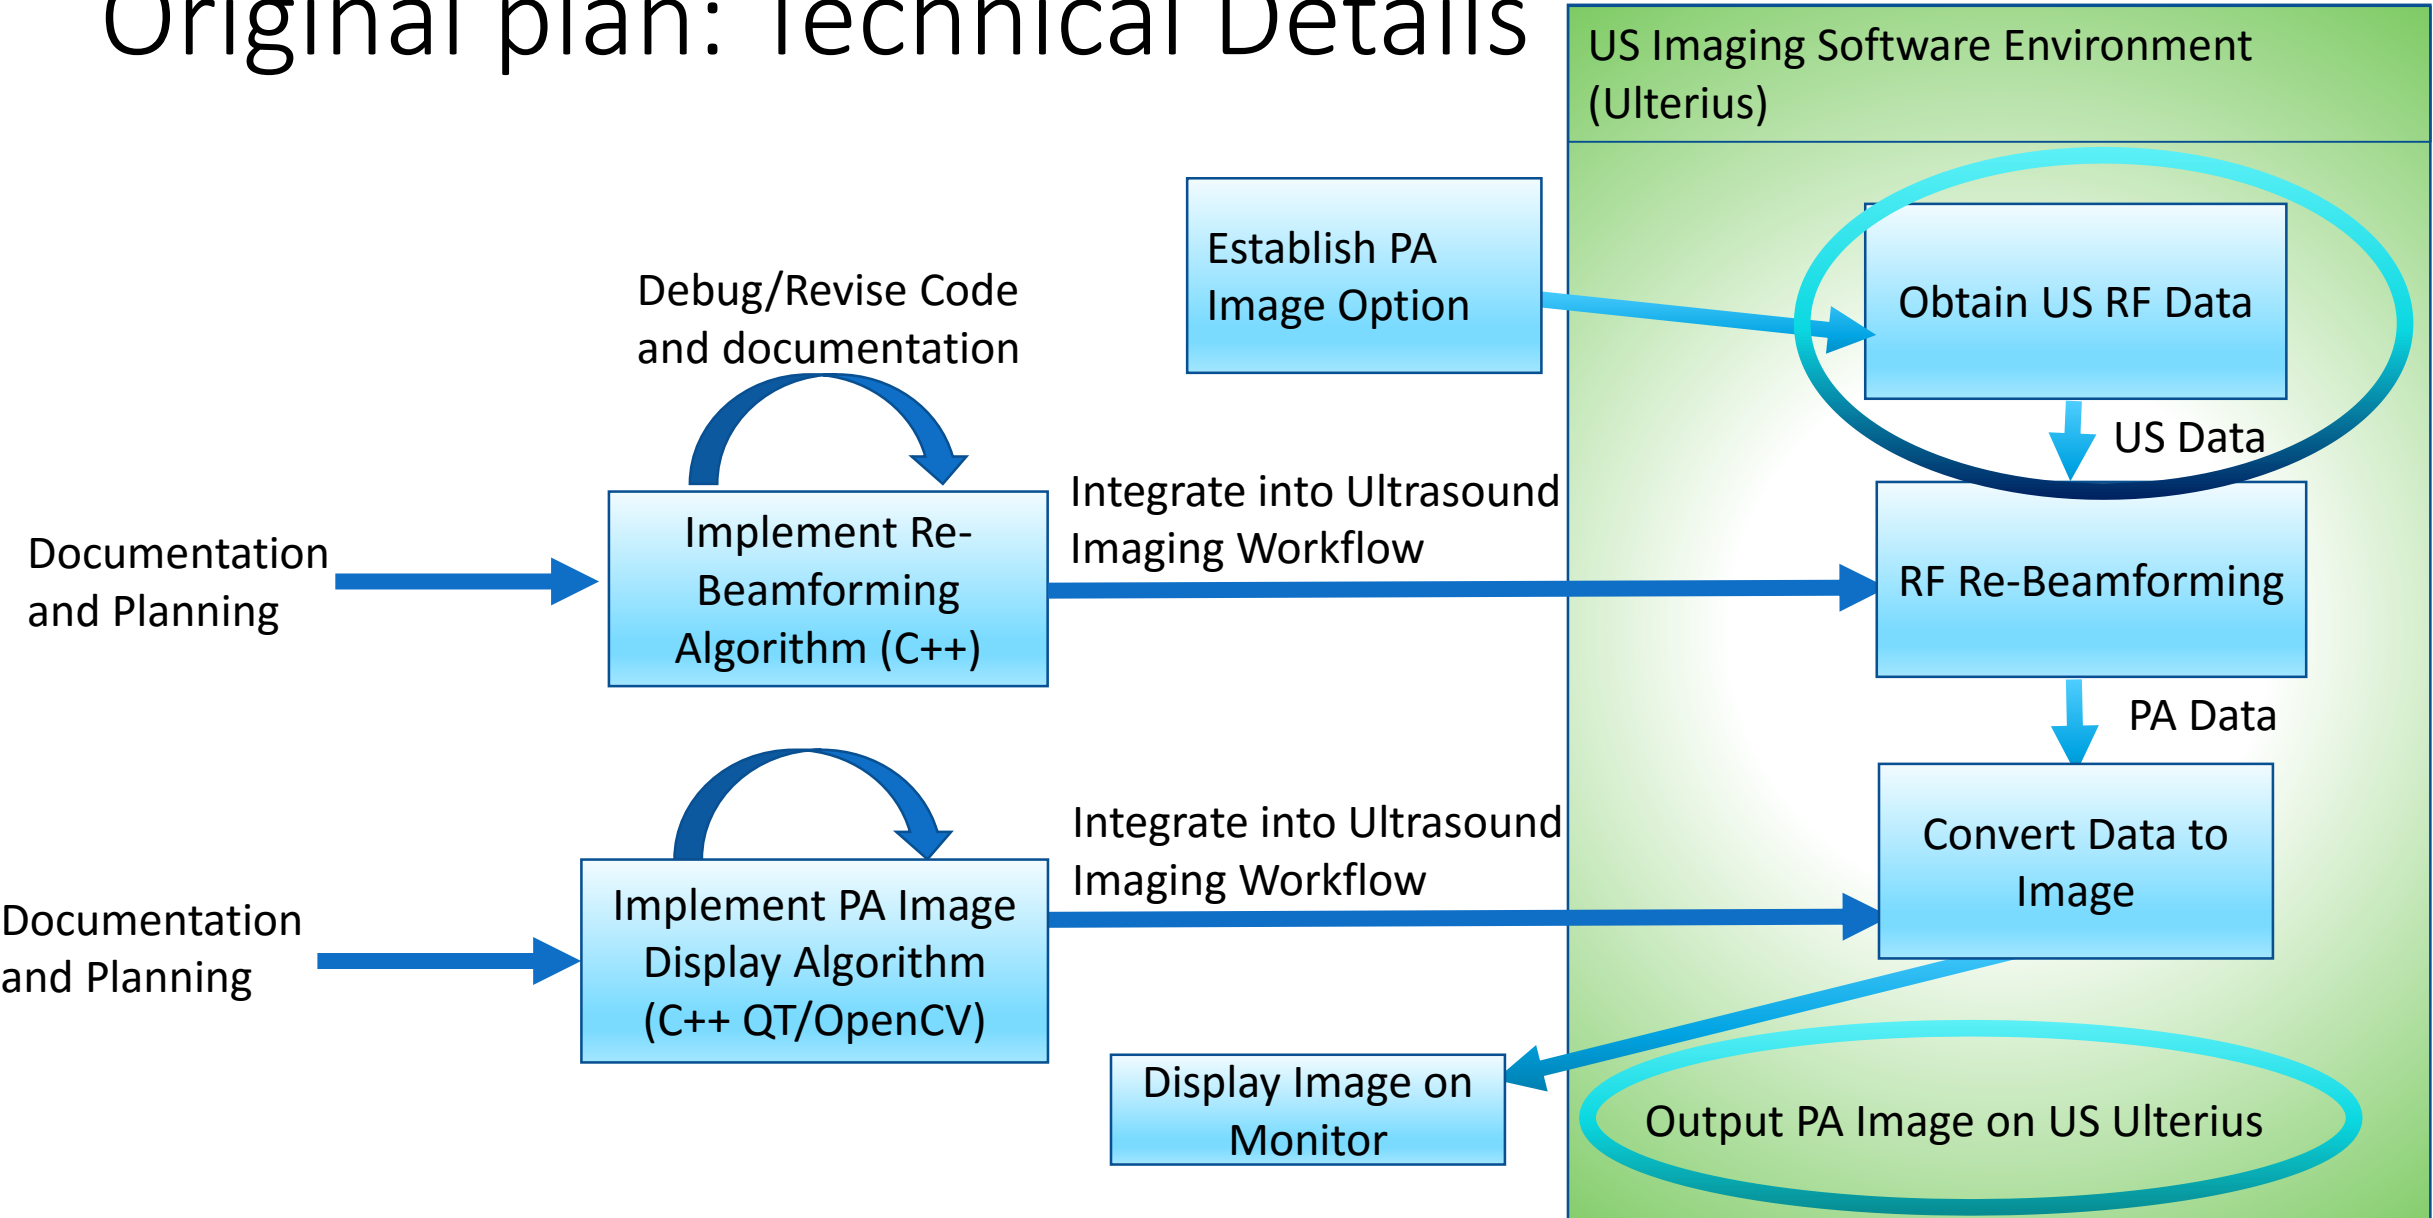 Original plan: Technical Details
US Imaging Software Environment
(Ulterius)
Establish PA
Image Option
Obtain US RF Data
US Data
Debug/Revise Code
and documentation
Documentation
and Planning
Implement Re-
Beamforming
Algorithm (C++)
Integrate into Ultrasound
Imaging Workflow
RF Re-Beamforming
PA Data
Documentation
and Planning
Implement PA Image
Display Algorithm
(C++ QT/OpenCV)
Integrate into Ultrasound
Imaging Workflow
Convert Data to
Image
Display Image on
Monitor
Output PA Image on US Ulterius